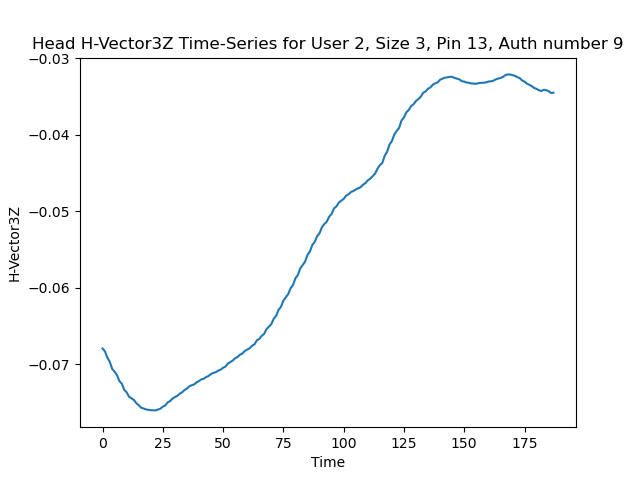 Head H-Vector3Z Time-Series for User 2, Size 3, Pin 13, Auth number 9
−0.03
−0.04
−0.05
−0.06
−0.07
H-Vector3Z
0 25 50 75 100 125 150 175
Time